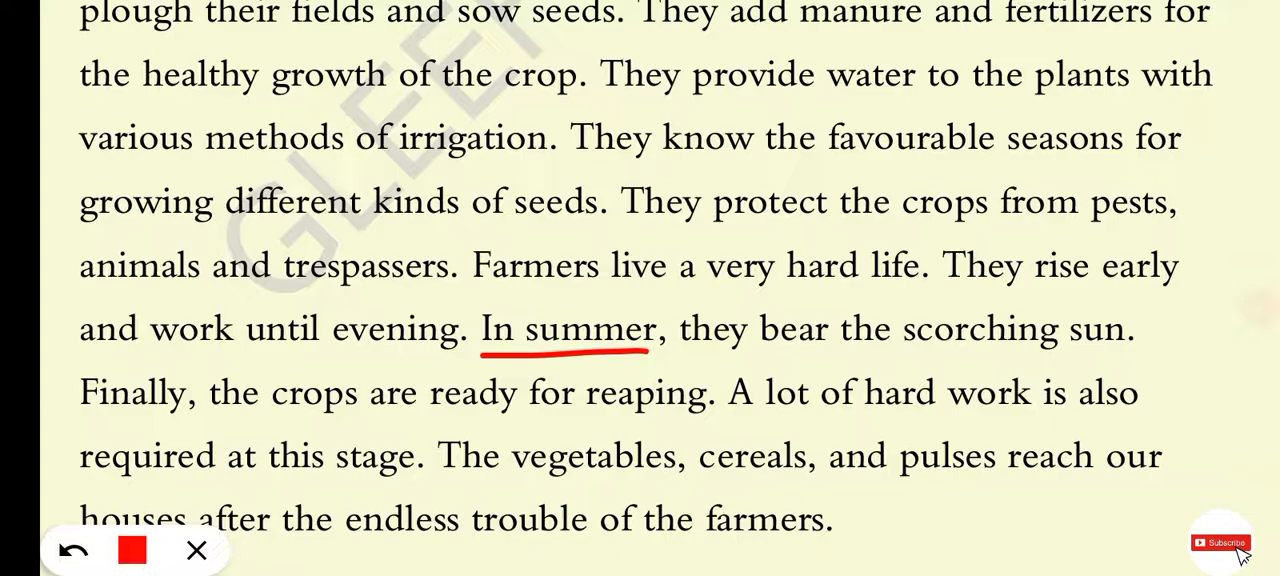 plough their fields and sow seeds. They add manure and fertilizers for
the healthy growth of the crop. They provide water to the plants with
various methods of irrigation. They know the favourable seasons for
growing different kinds of seeds. They protect the crops from pests,
animals and trespassers. Farmers live a very hard life. They rise early
and work until evening. In summer, they bear the scorching sun.
Finally, the crops are ready for reaping. A lot of hard work is also
required at this stage. The vegetables, cereals, and pulses reach our
houses after the endless trouble of the farmers.
Subscribe